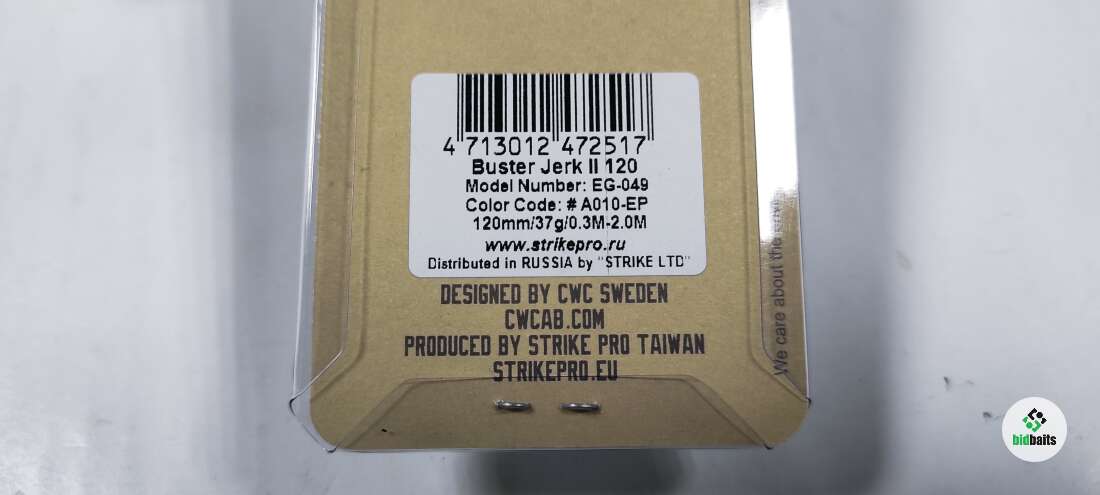 4 713012 472517
Buster Jerk II 120
Model Number: EG-049
Color Code: # A010-EP
120mm/37g/0.3M-2.0M
www.strikepro.ru
Distributed in RUSSIA by "STRIKE LTD"
DESIGNED BY CWC SWEDEN
CWCAB.COM
PRODUCED BY STRIKE PRO TAIWAN
STRIKEPRO.EU
We care about the
bidbaits